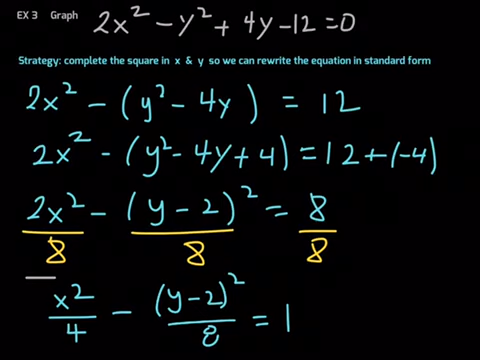 EX 3 Graph 2x² - y² + 4y - 12 = 0
Strategy: complete the square in x & y so we can rewrite the equation in standard form
2x² - (y² - 4y) = 12
2x² - (y² - 4y + 4) = 12 + (-4)
2x²/8 - (y - 2)²/8 = 8/8
x²/4 - (y - 2)²/8 = 1